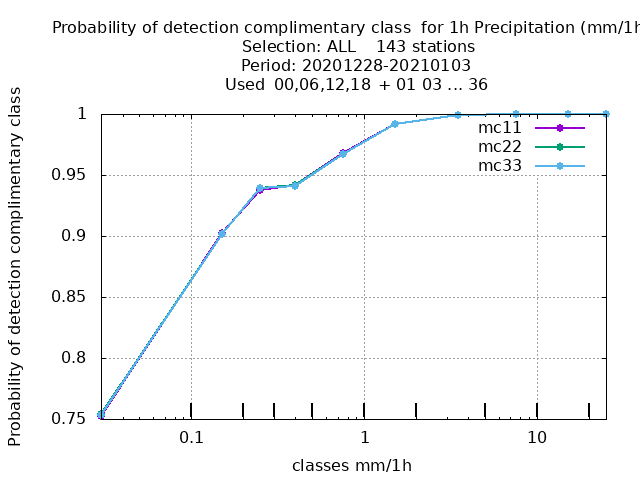 Probability of detection complimentary class  for 1h Precipitation (mm/1h
Selection: ALL    143 stations
Period: 20201228-20210103
Used  00,06,12,18  + 01 03 ... 36
Probability of detection complimentary class
1
0.95
0.9
0.85
0.8
0.75
mc11
mc22
mc33
0.1
1
10
classes mm/1h